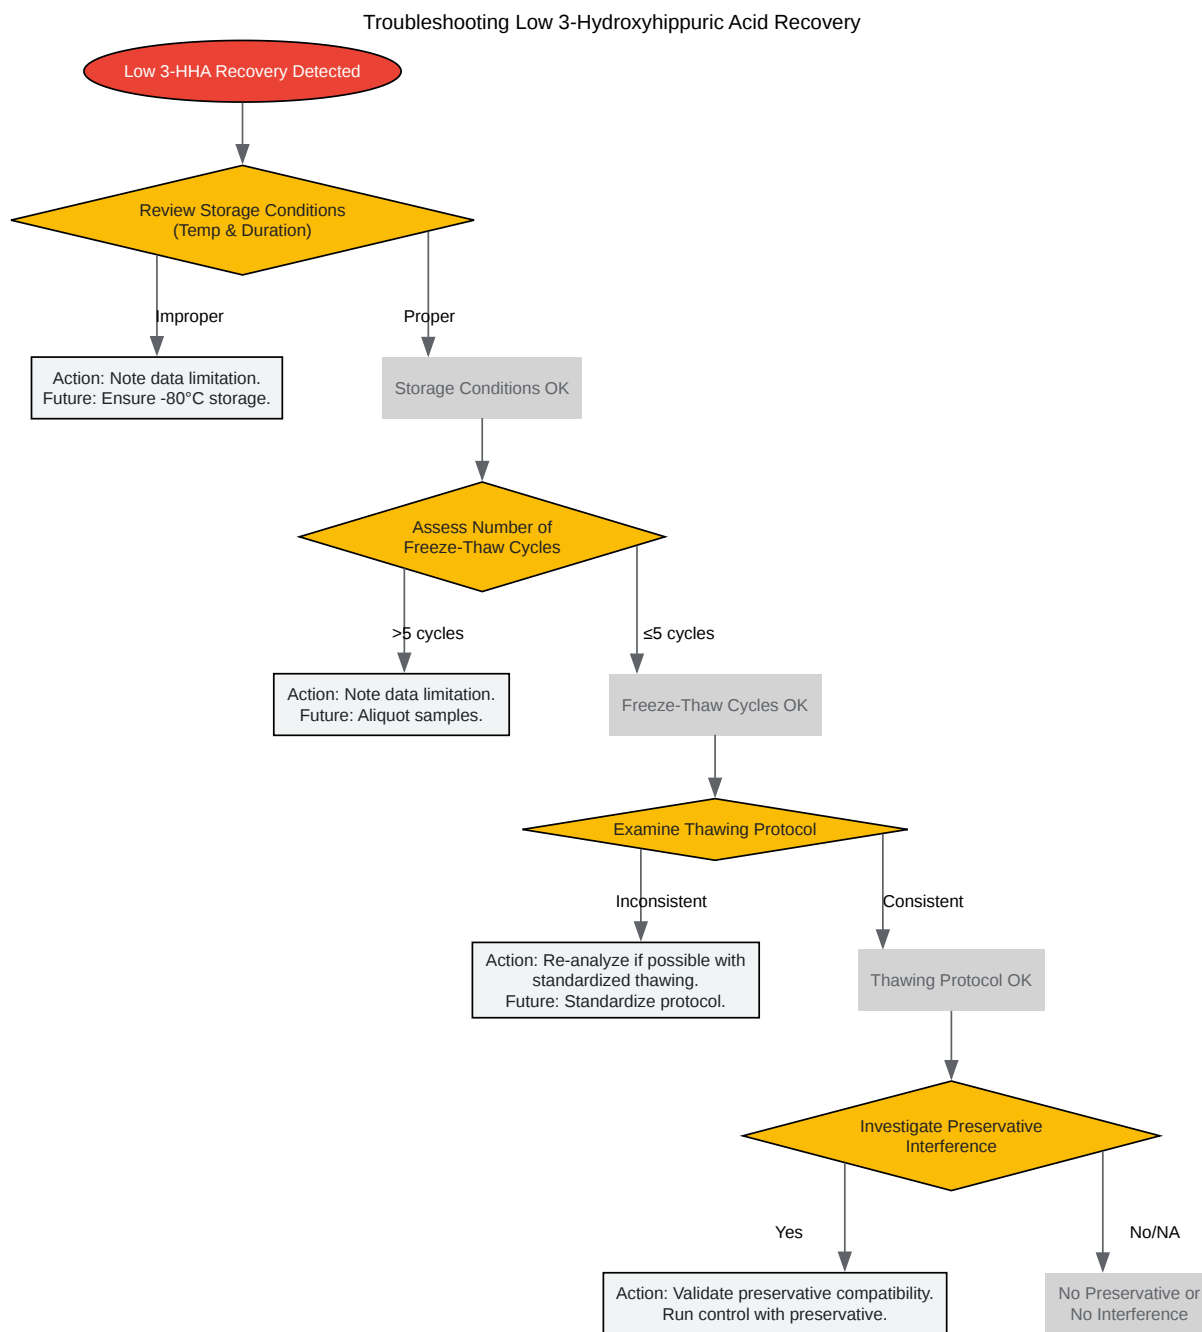 Troubleshooting Low 3-Hydroxyhippuric Acid Recovery
Low 3-HHA Recovery Detected
Review Storage Conditions
(Temp & Duration)
Improper
Proper
Action: Note data limitation.
Future: Ensure -80°C storage.
Storage Conditions OK
Assess Number of
Freeze-Thaw Cycles
>5 cycles
≤5 cycles
Action: Note data limitation.
Future: Aliquot samples.
Freeze-Thaw Cycles OK
Examine Thawing Protocol
Inconsistent
Consistent
Action: Re-analyze if possible with
standardized thawing.
Future: Standardize protocol.
Thawing Protocol OK
Investigate Preservative
Interference
Yes
No/NA
Action: Validate preservative compatibility.
Run control with preservative.
No Preservative or
No Interference